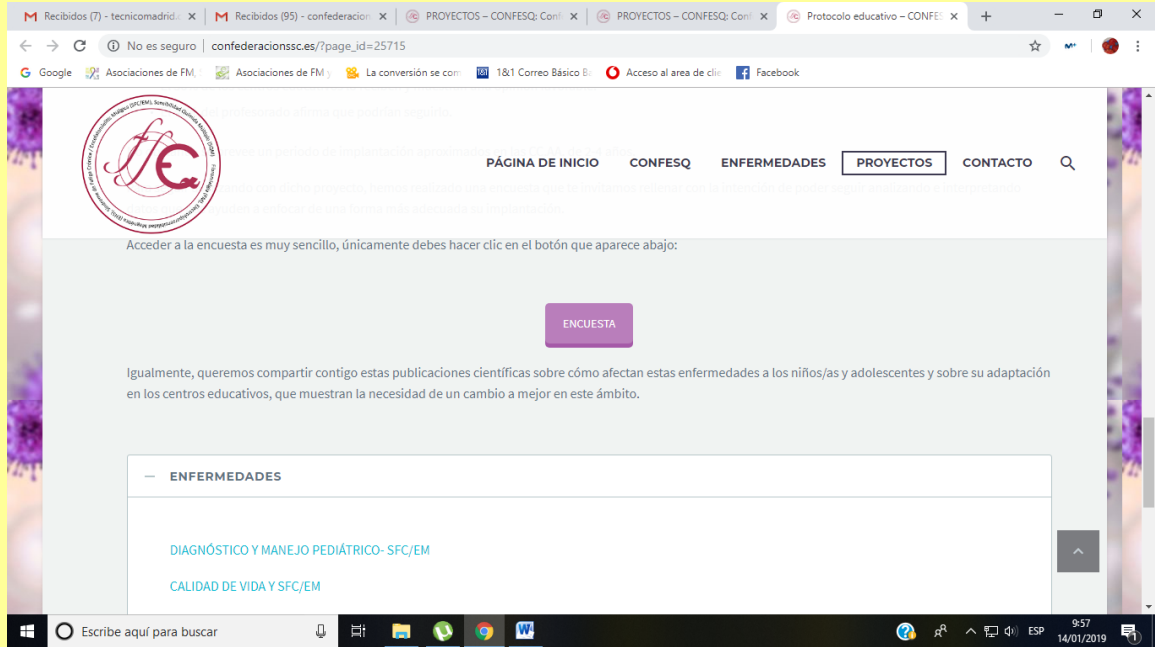 Recibidos (7) - tecnicomadrid.c
Recibidos (95) - confederacion
PROYECTOS – CONFESQ: Conf
PROYECTOS – CONFESQ: Conf
Protocolo educativo – CONFES
No es seguro | confederacionssc.es/?page_id=25715
Google
Asociaciones de FM,
Asociaciones de FM y
La conversión se com
1&1 Correo Básico B
Acceso al area de clie
Facebook
PÁGINA DE INICIO CONFESQ ENFERMEDADES PROYECTOS CONTACTO
Acceder a la encuesta es muy sencillo, únicamente debes hacer clic en el botón que aparece abajo:
ENCUESTA
Igualmente, queremos compartir contigo estas publicaciones científicas sobre cómo afectan estas enfermedades a los niños/as y adolescentes y sobre su adaptación
en los centros educativos, que muestran la necesidad de un cambio a mejor en este ámbito.
ENFERMEDADES
DIAGNÓSTICO Y MANEJO PEDIÁTRICO- SFC/EM
CALIDAD DE VIDA Y SFC/EM
Escribe aquí para buscar
ESP
9:57
14/01/2019